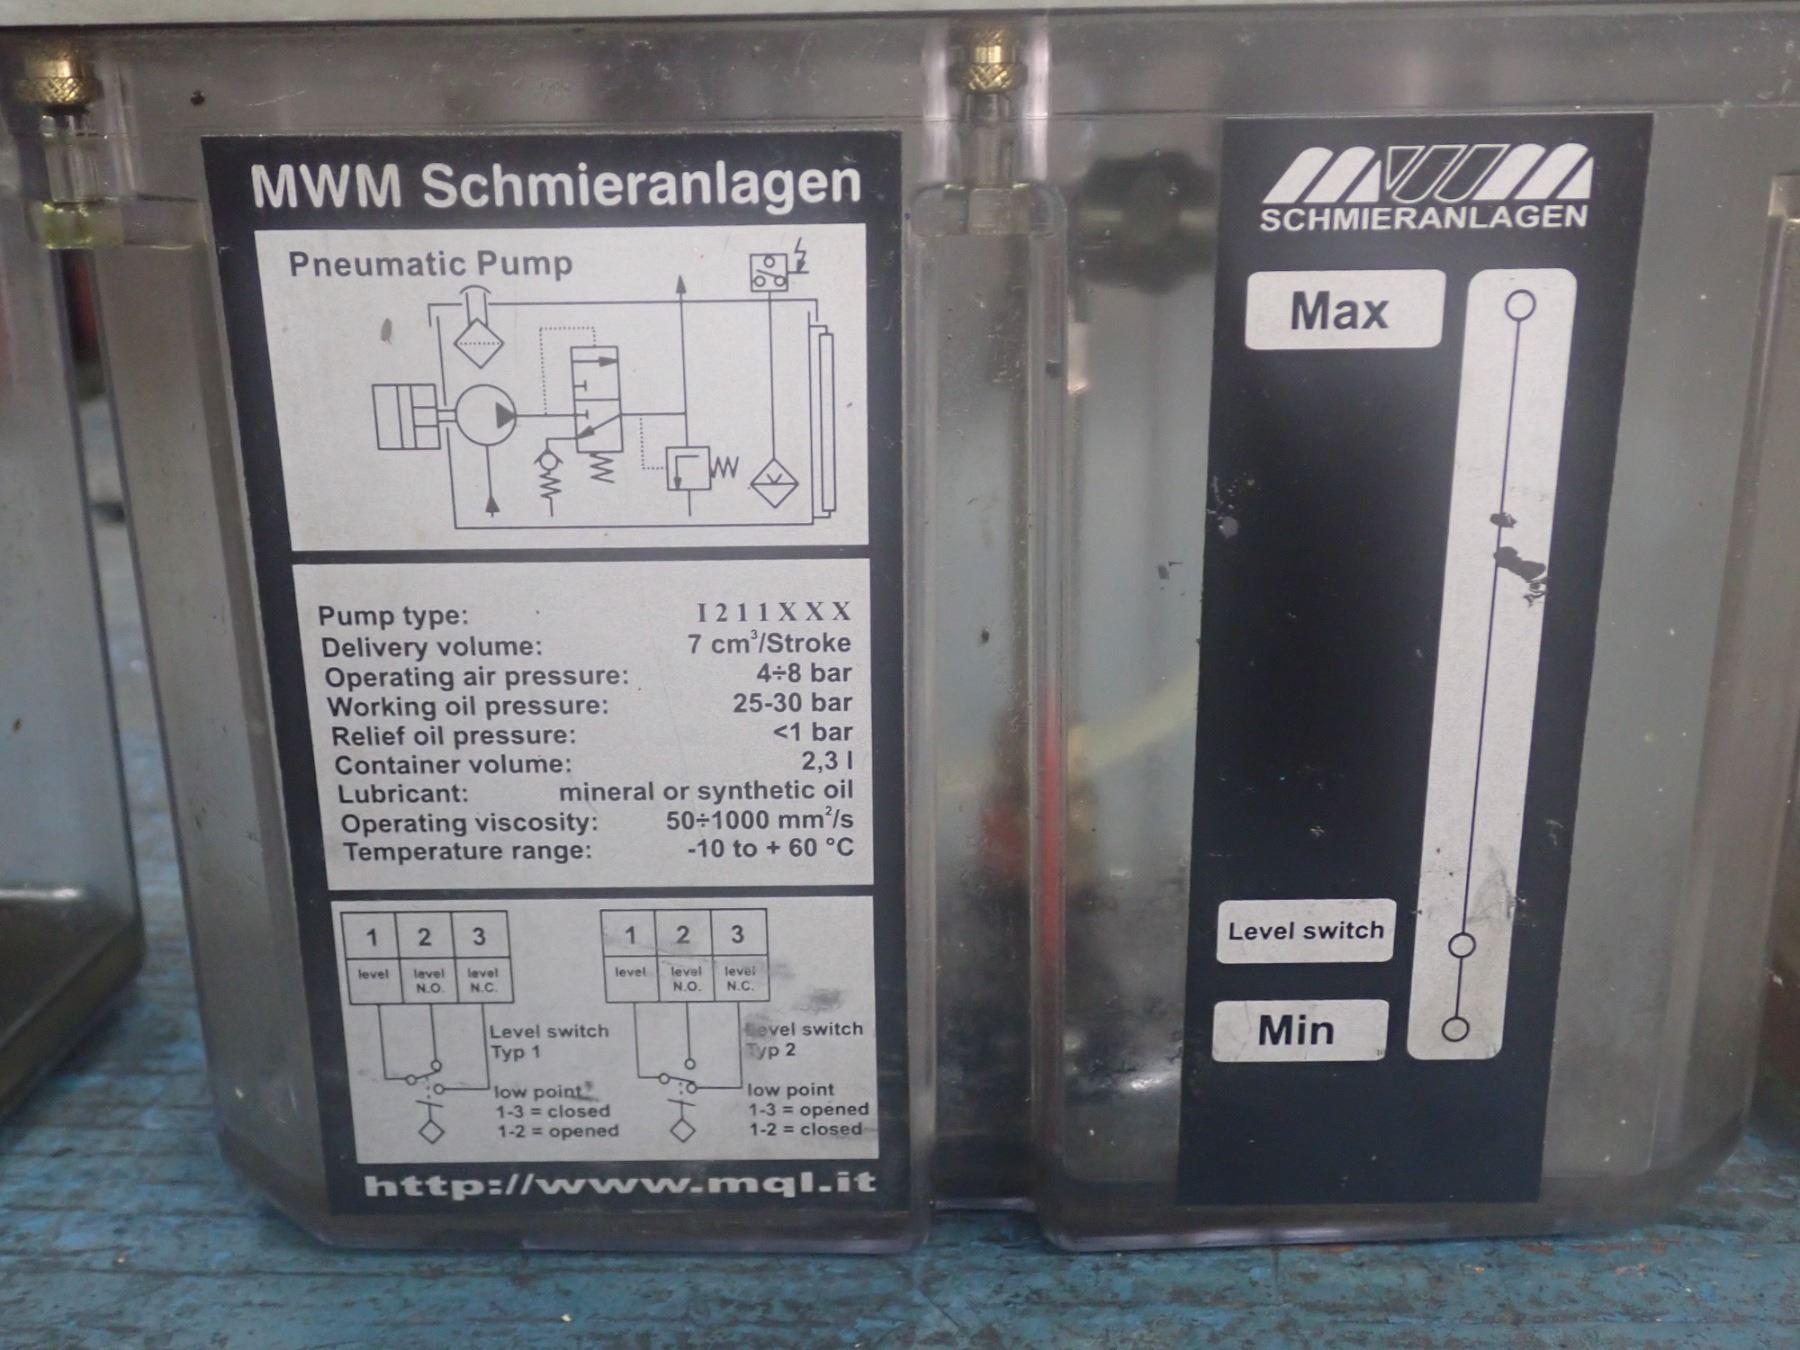 MWM Schmieranlagen
Pneumatic Pump
Pump type: I211XXX
Delivery volume: 7 cm³/Stroke
Operating air pressure: 4÷8 bar
Working oil pressure: 25-30 bar
Relief oil pressure: <1 bar
Container volume: 2,3 l
Lubricant: mineral or synthetic oil
Operating viscosity: 50÷1000 mm²/s
Temperature range: -10 to + 60 °C
1 2 3
level level N.O. level N.C.
Level switch
Typ 1
low point
1-3 = closed
1-2 = opened
1 2 3
level level N.O. level N.C.
Level switch
Typ 2
low point
1-3 = opened
1-2 = closed
http://www.mql.it
MWM
SCHMIERANLAGEN
Max
Level switch
Min